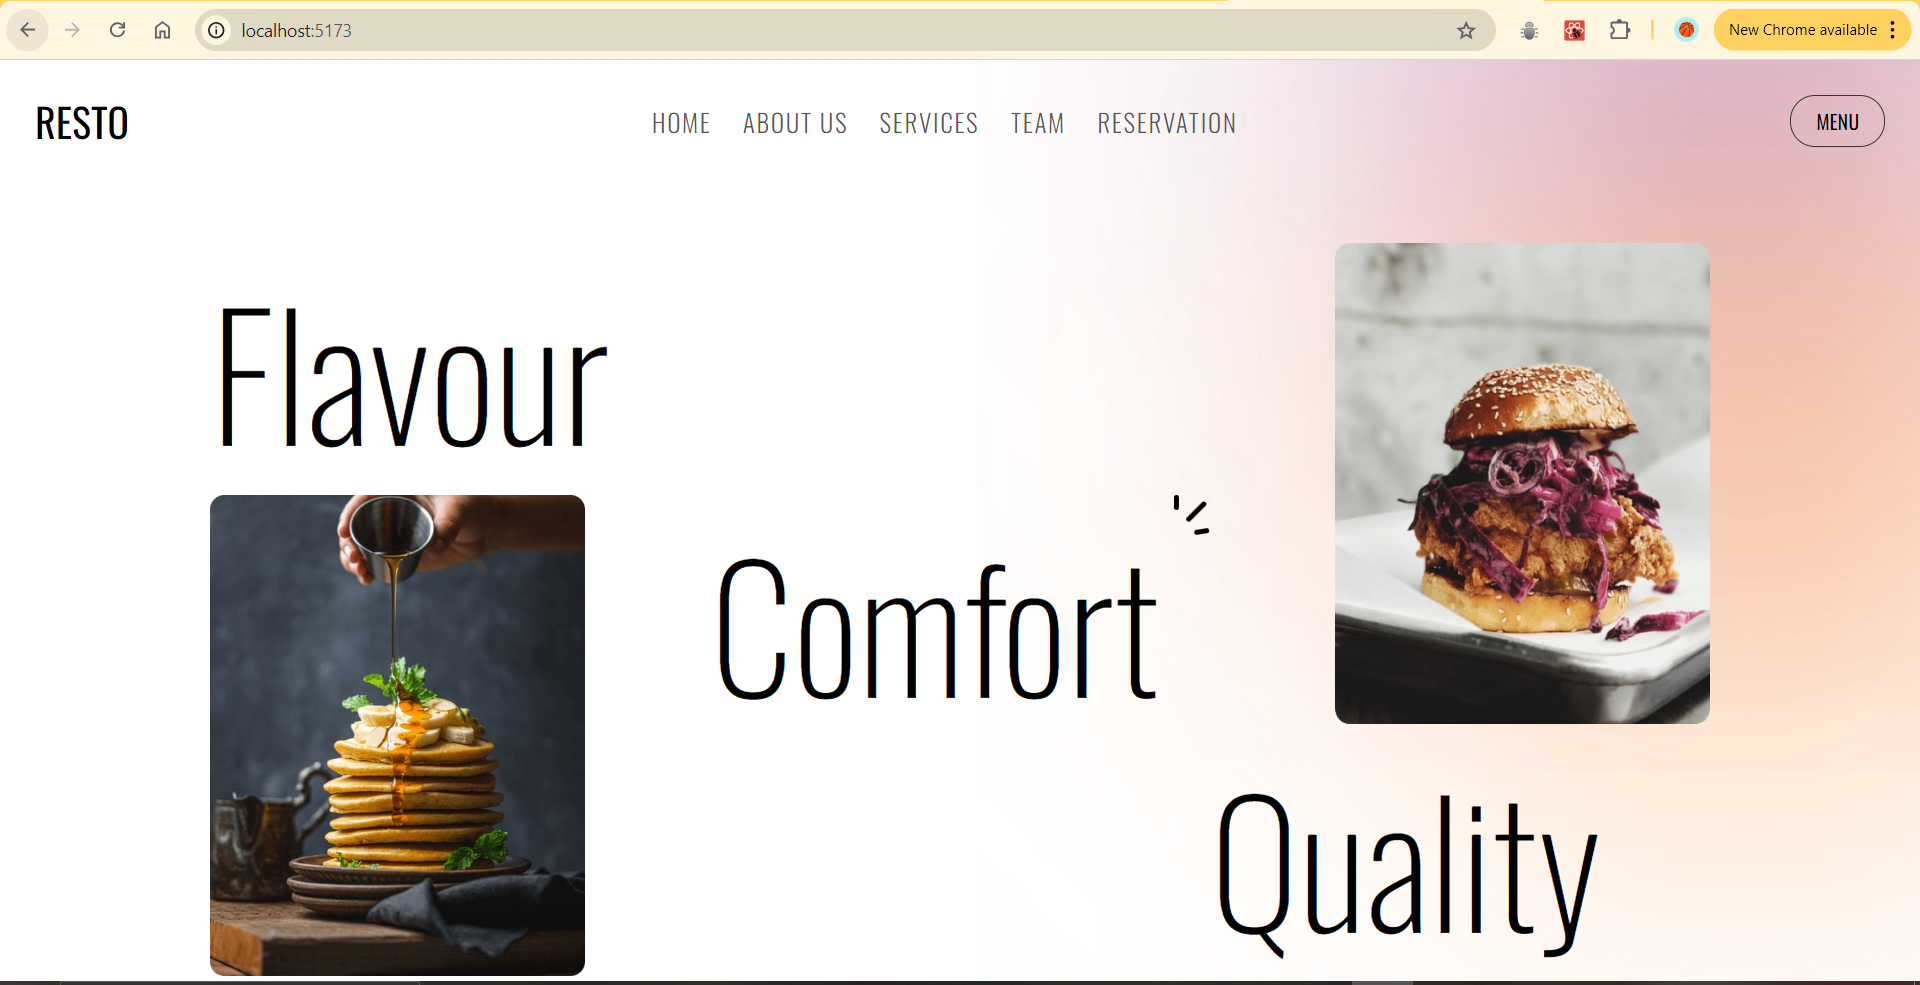 localhost:5173
New Chrome available
RESTO
HOME ABOUT US SERVICES TEAM RESERVATION
MENU
Flavour
Comfort
Quality